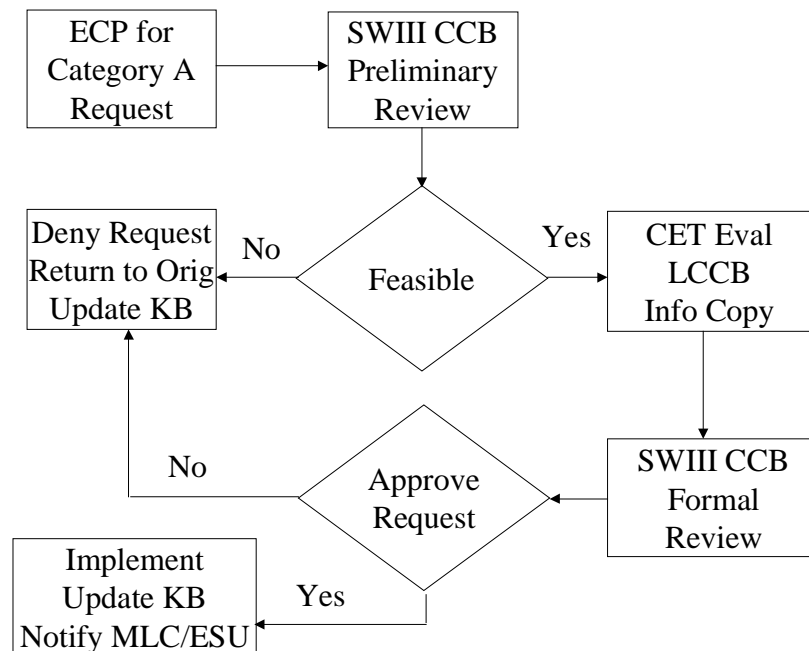 ECP for
Category A
Request
SWIII CCB
Preliminary
Review
Deny Request
Return to Orig
Update KB
No
Feasible
Yes
CET Eval
LCCB
Info Copy
No
Approve
Request
SWIII CCB
Formal
Review
Implement
Update KB
Notify MLC/ESU
Yes